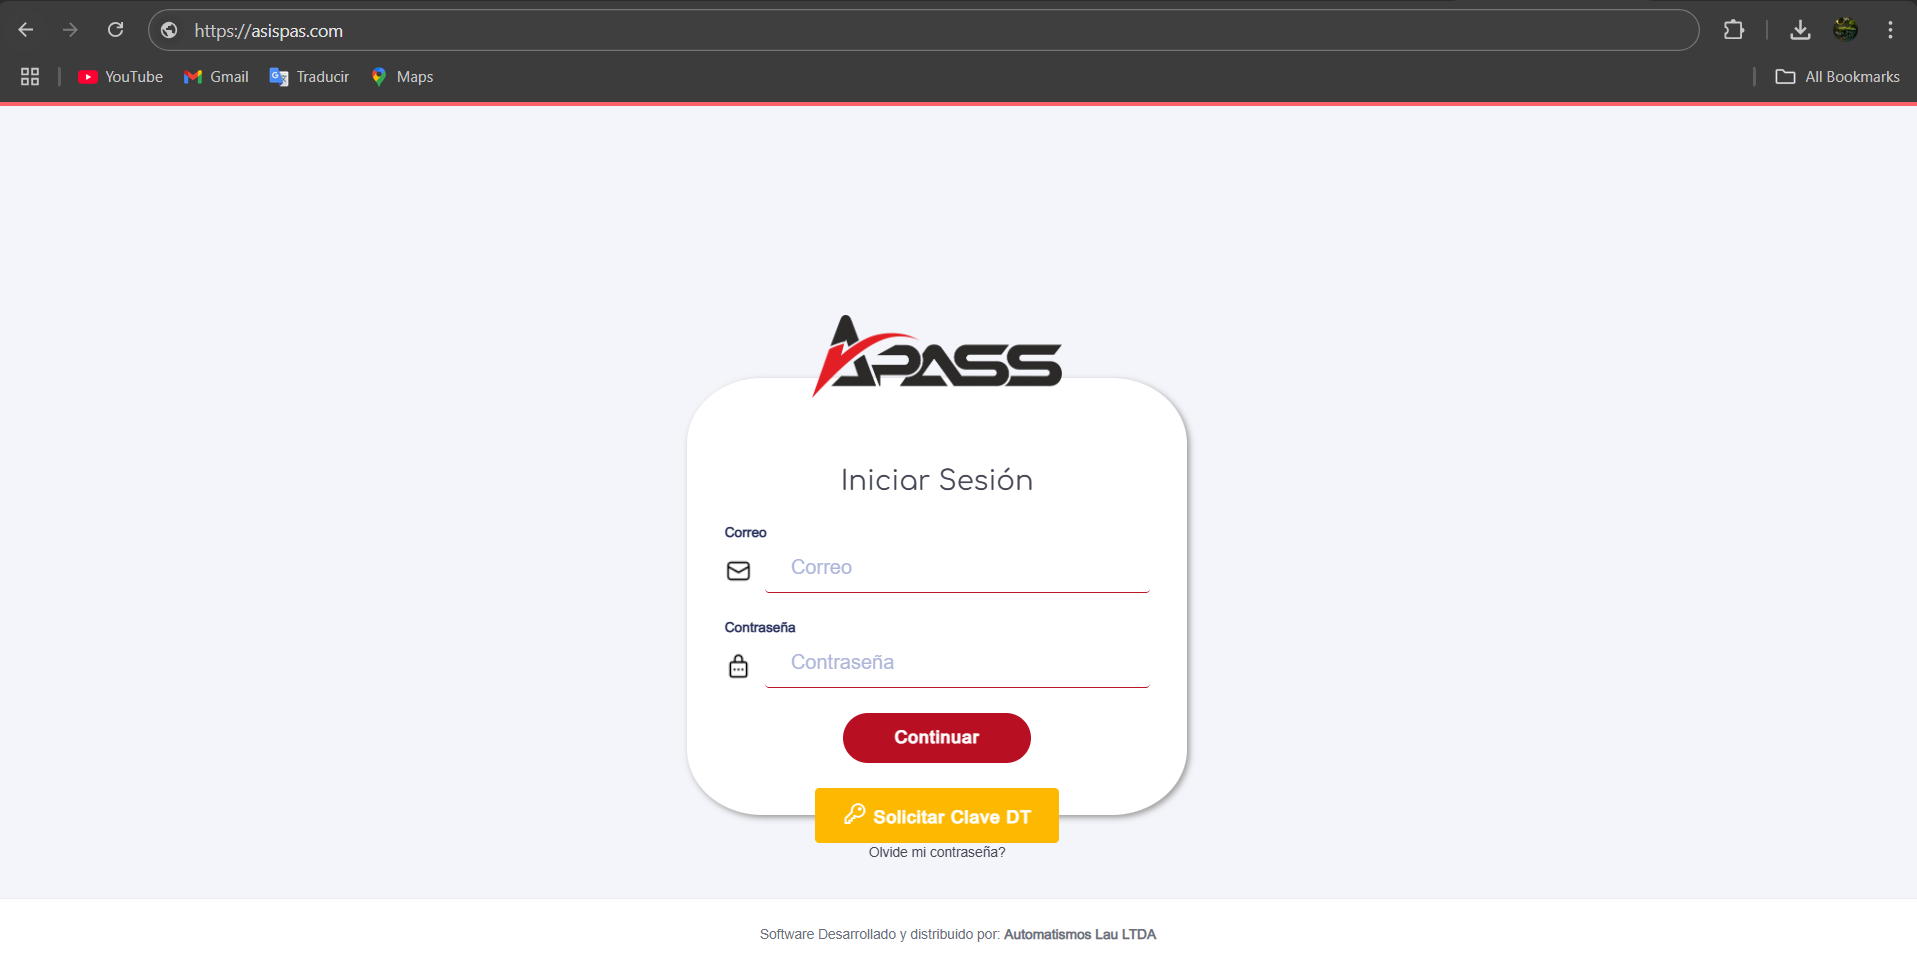 https://asispas.com
YouTube Gmail Traducir Maps All Bookmarks
APASS
Iniciar Sesión
Correo
Correo
Contraseña
Contraseña
Continuar
Solicitar Clave DT
Olvide mi contraseña?
Software Desarrollado y distribuido por: Automatismos Lau LTDA